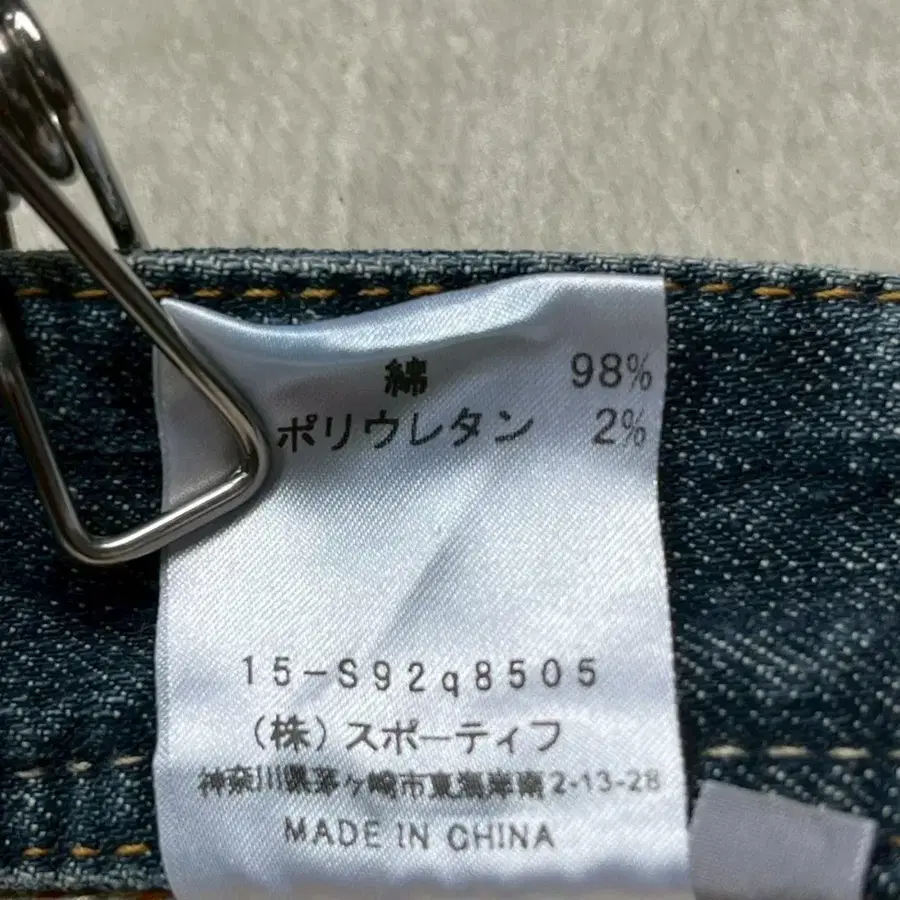 綿 98%
ポリウレタン 2%
15-S92q8505
(株)スポーティフ
神奈川県茅ヶ崎市東海岸南2-13-28
MADE IN CHINA